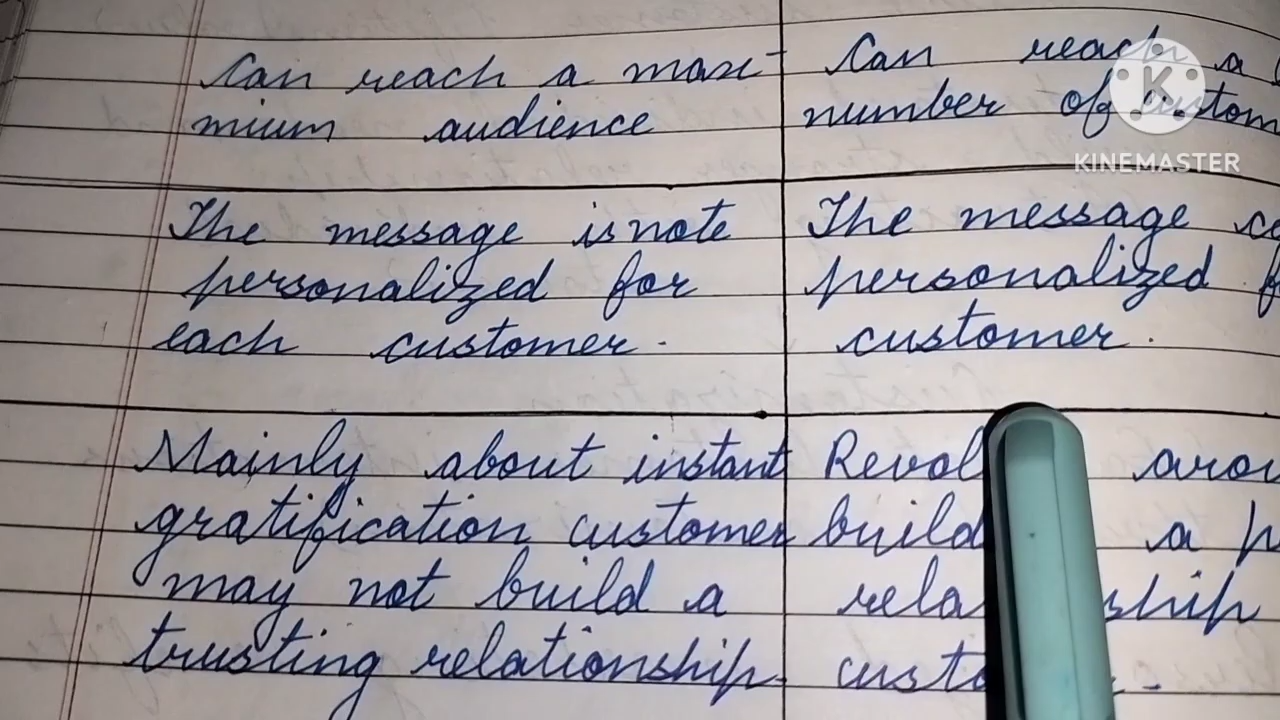 Can reach a maxi-
mium audience
Can reach a
number of
The message is note
personalized for
each customer.
The message
personalized
customer.
Mainly about instant
gratification customer
may not build a
trusting relationship.
build
a
KINEMASTER